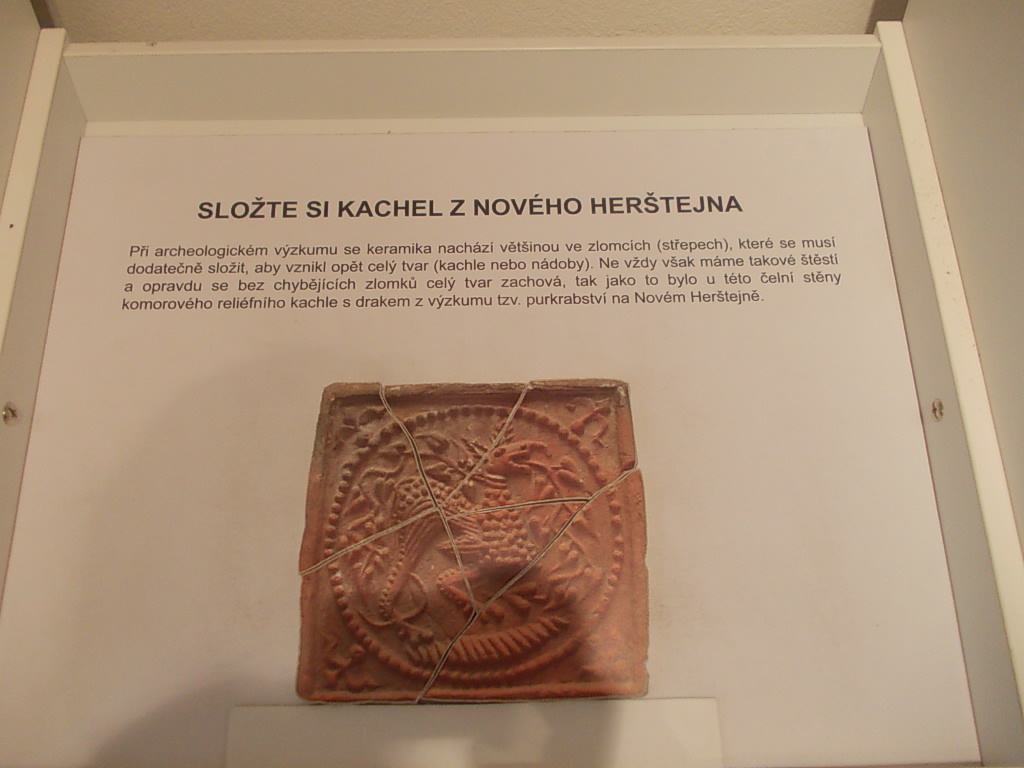 SLOŽTE SI KACHEL Z NOVÉHO HERŠTEJNA
Při archeologickém výzkumu se keramika nachází většinou ve zlomcích (střepech), které se musí
dodatečně složit, aby vznikl opět celý tvar (kachle nebo nádoby). Ne vždy však máme takové štěstí
a opravdu se bez chybějících zlomků celý tvar zachová, tak jako to bylo u této čelní stěny
komorového reliéfního kachle s drakem z výzkumu tzv. purkrabství na Novém Herštejně.